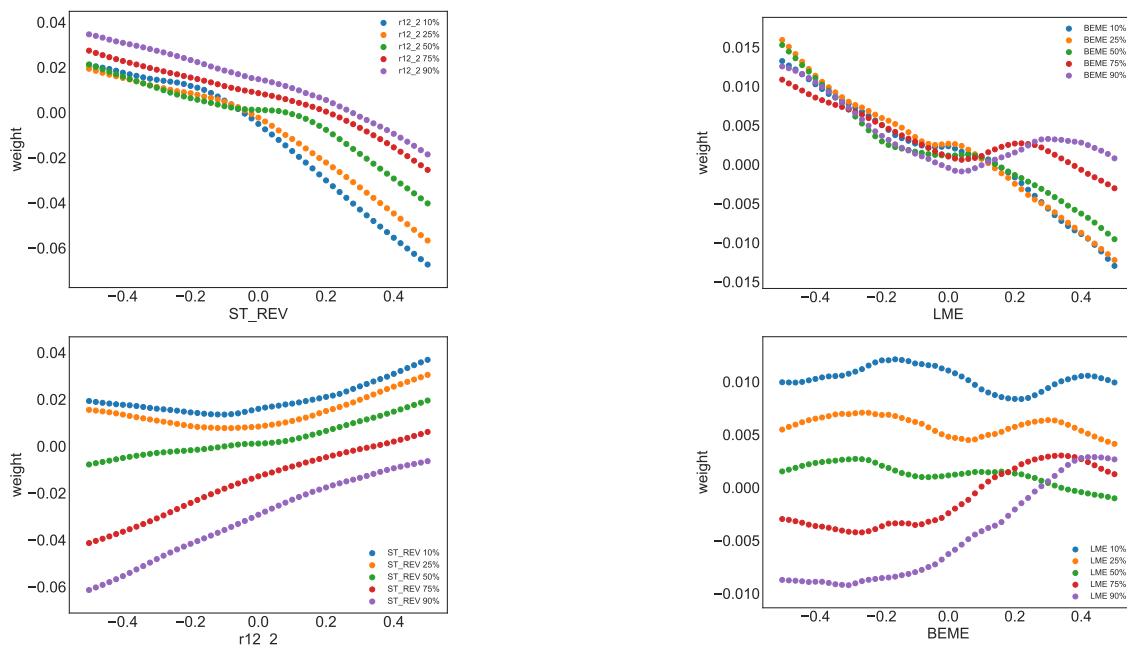 0.04
0.02
0.00
−0.02
−0.04
−0.06
weight
r12_2 10%
r12_2 25%
r12_2 50%
r12_2 75%
r12_2 90%
−0.4
−0.2
0.0
0.2
0.4
ST_REV
0.015
0.010
0.005
0.000
−0.005
−0.010
−0.015
weight
BEME 10%
BEME 25%
BEME 50%
BEME 75%
BEME 90%
−0.4
−0.2
0.0
0.2
0.4
LME
0.04
0.02
0.00
−0.02
−0.04
−0.06
weight
ST_REV 10%
ST_REV 25%
ST_REV 50%
ST_REV 75%
ST_REV 90%
−0.4
−0.2
0.0
0.2
0.4
r12 2
0.010
0.005
0.000
−0.005
−0.010
weight
LME 10%
LME 25%
LME 50%
LME 75%
LME 90%
−0.4
−0.2
0.0
0.2
0.4
BEME